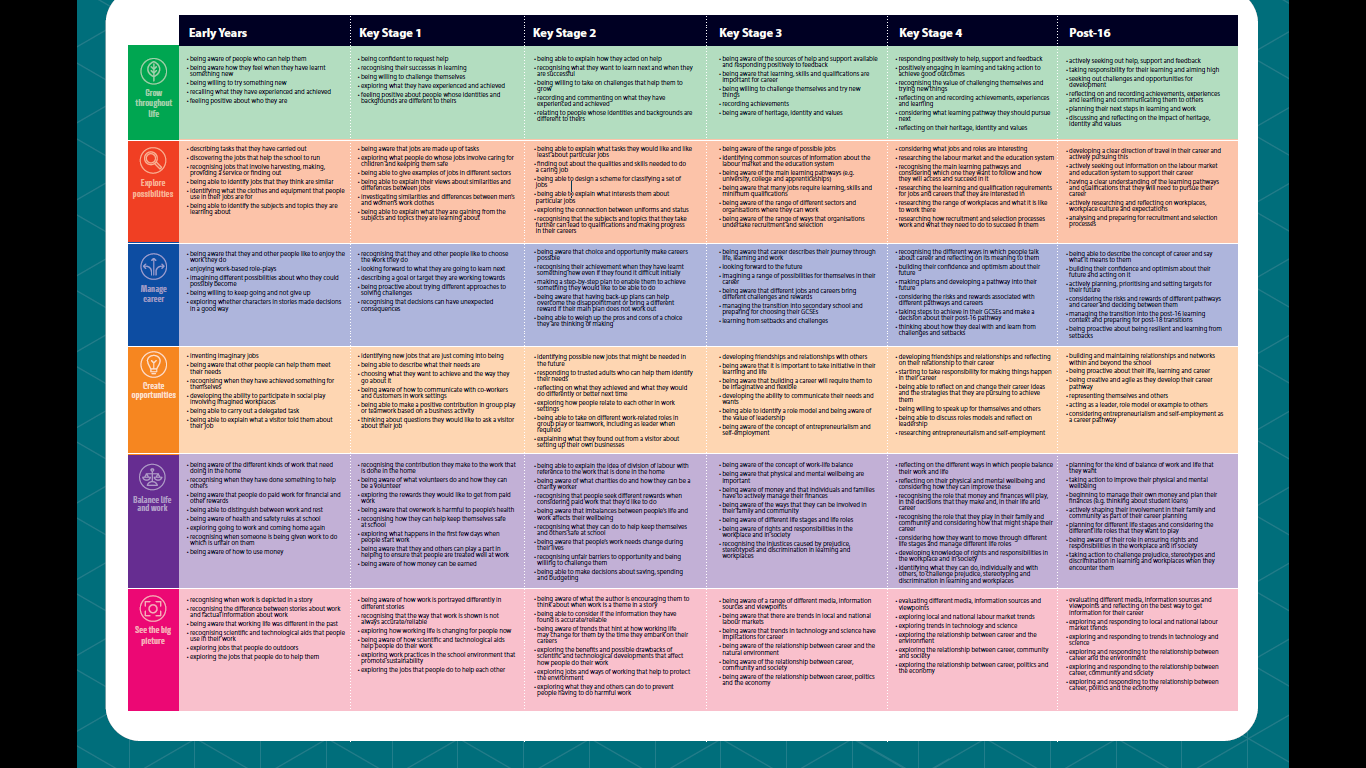 Early Years
Key Stage 1
Key Stage 2
Key Stage 3
Key Stage 4
Post-16
Grow
throughout
life
• being aware of people who can help them
• being aware how they feel when they have learnt
something new
• being willing to try something new
• recalling what they have experienced and achieved
• feeling positive about who they are
• being confident to request help
• recognising their successes in learning
• being willing to challenge themselves
• exploring what they have experienced and achieved
• feeling positive about people whose identities and
backgrounds are different to theirs
• being able to explain how they acted on help
• recognising what they want to learn next and when they
are successful
• being willing to take on challenges that help them to
grow
• recording and commenting on what they have
experienced and achieved
• relating to people whose identities and backgrounds are
different to theirs
• being aware of the sources of help and support available
and responding positively to feedback
• being aware that learning, skills and qualifications are
important for career
• being willing to challenge themselves and try new
things
• recording achievements
• being aware of heritage, identity and values
• responding positively to help, support and feedback
• positively engaging in learning and taking action to
achieve good outcomes
• recognising the value of challenging themselves and
trying new things
• reflecting on and recording achievements, experiences
and learning
• considering what learning pathway they should pursue
next
• reflecting on their heritage, identity and values
• actively seeking out help, support and feedback
• taking responsibility for their learning and aiming high
• seeking out challenges and opportunities for
development
• reflecting on and recording achievements, experiences
and learning and communicating them to others
• planning their next steps in learning and work
• discussing and reflecting on the impact of heritage,
identity and values
Explore
possibilities
• describing tasks that they have carried out
• discovering the jobs that help the school to run
• recognising jobs that involve harvesting, making,
providing a service or finding out
• being able to identify jobs that they think are similar
• identifying what the clothes and equipment that people
use in their jobs are for
• being able to identify the subjects and topics they are
learning about
• being aware that jobs are made up of tasks
• exploring what people do whose jobs involve caring for
children and keeping them safe
• being able to give examples of jobs in different sectors
• being able to explain their views about similarities and
differences between jobs
• investigating similarities and differences between men's
and women's work clothes
• being able to explain what they are gaining from the
subjects and topics they are learning about
• being able to explain what tasks they would like and like
least about particular jobs
• finding out about the qualities and skills needed to do
a caring job
• being able to design a scheme for classifying a set of
jobs
• being able to explain what interests them about
particular jobs
• exploring the connection between uniforms and status
• recognising that the subjects and topics that they take
further can lead to qualifications and making progress
in their careers
• being aware of the range of possible jobs
• identifying common sources of information about the
labour market and the education system
• being aware of the main learning pathways (e.g.
university, college and apprenticeships)
• being aware that many jobs require learning, skills and
minimum qualifications
• being aware of the range of different sectors and
organisations where they can work
• being aware of the range of ways that organisations
undertake recruitment and selection
• considering what jobs and roles are interesting
• researching the labour market and the education system
• recognising the main learning pathways and
considering which one they want to follow and how
they will access and succeed in it
• researching the learning and qualification requirements
for jobs and careers that they are interested in
• researching the range of workplaces and what it is like
to work there
• researching how recruitment and selection processes
work and what they need to do to succeed in them
• developing a clear direction of travel in their career and
actively pursuing this
• actively seeking out information on the labour market
and education system to support their career
• having a clear understanding of the learning pathways
and qualifications that they will need to pursue their
career
• actively researching and reflecting on workplaces,
workplace culture and expectations
• analysing and preparing for recruitment and selection
processes
Manage
career
• being aware that they and other people like to enjoy the
work they do
• enjoying work-based role-plays
• imagining different possibilities about who they could
possibly become
• being willing to keep going and not give up
• exploring whether characters in stories made decisions
in a good way
• recognising that they and other people like to choose
the work they do
• looking forward to what they are going to learn next
• describing a goal or target they are working towards
• being proactive about trying different approaches to
solving challenges
• recognising that decisions can have unexpected
consequences
• being aware that choice and opportunity make careers
possible
• recognising their achievement when they have learnt
something new even if they found it difficult initially
• making a step-by-step plan to enable them to achieve
something they would like to be able to do
• being aware that having back-up plans can help
overcome the disappointment or bring a different
reward if their main plan does not work out
• being able to weigh up the pros and cons of a choice
they are thinking of making
• being aware that career describes their journey through
life, learning and work
• looking forward to the future
• imagining a range of possibilities for themselves in their
career
• being aware that different jobs and careers bring
different challenges and rewards
• managing the transition into secondary school and
preparing for choosing their GCSEs
• learning from setbacks and challenges
• recognising the different ways in which people talk
about career and reflecting on its meaning to them
• building their confidence and optimism about their
future
• making plans and developing a pathway into their
future
• considering the risks and rewards associated with
different pathways and careers
• taking steps to achieve in their GCSEs and make a
decision about their post-16 pathway
• thinking about how they deal with and learn from
challenges and setbacks
• being able to describe the concept of career and say
what it means to them
• building their confidence and optimism about their
future and acting on it
• actively planning, prioritising and setting targets for
their future
• considering the risks and rewards of different pathways
and career and deciding between them
• managing the transition into the post-16 learning
context and preparing for post-18 transitions
• being proactive about being resilient and learning from
setbacks
Create
opportunities
• inventing imaginary jobs
• being aware that other people can help them meet
their needs
• recognising when they have achieved something for
themselves
• developing the ability to participate in social play
involving imagined workplaces
• being able to carry out a delegated task
• being able to explain what a visitor told them about
their job
• identifying new jobs that are just coming into being
• being able to describe what their needs are
• choosing what they want to achieve and the way they
go about it
• being aware of how to communicate with co-workers
and customers in work settings
• being able to make a positive contribution in group play
or teamwork based on a business activity
• thinking about questions they would like to ask a visitor
about their job
• identifying possible new jobs that might be needed in
the future
• responding to trusted adults who can help them identify
their needs
• reflecting on what they achieved and what they would
do differently or better next time
• exploring how people relate to each other in work
settings
• being able to take on different work-related roles in
group play or teamwork, including as leader when
required
• explaining what they found out from a visitor about
setting up their own businesses
• developing friendships and relationships with others
• being aware that it is important to take initiative in their
learning and life
• being aware that building a career will require them to
be imaginative and flexible
• developing the ability to communicate their needs and
wants
• being able to identify a role model and being aware of
the value of leadership
• being aware of the concept of entrepreneurialism and
self-employment
• developing friendships and relationships and reflecting
on their relationship to their career
• starting to take responsibility for making things happen
in their career
• being able to reflect on and change their career ideas
and the strategies that they are pursuing to achieve
them
• being willing to speak up for themselves and others
• being able to discuss roles models and reflect on
leadership
• researching entrepreneurialism and self-employment
• building and maintaining relationships and networks
within and beyond the school
• being proactive about their life, learning and career
• being creative and agile as they develop their career
pathway
• representing themselves and others
• acting as a leader, role model or example to others
• considering entrepreneurialism and self-employment as
a career pathway
Balance life
and work
• being aware of the different kinds of work that need
doing in the home
• recognising when they have done something to help
others
• being aware that people do paid work for financial and
rewards
• being able to distinguish between work and rest
• being aware of health and safety rules at school
• exploring going to work and coming home again
• recognising when someone is being given work to do
which is unfair on them
• being aware of how to use money
• recognising the contribution they make to the work that
is done in the home
• being aware of what volunteers do and how they can
be a volunteer
• exploring the rewards they would like to get from paid
work
• being aware that overwork is harmful to people's health
• recognising how they can help keep themselves safe
at school
• exploring what happens in the first few days when
people start work
• being aware that they and others can play a part in
helping to ensure that people are treated well at work
• being aware of how money can be earned
• being able to explain the idea of division of labour with
reference to the work that is done in the home
• being aware of what charities do and how they can be a
charity worker
• recognising that people seek different rewards when
considering paid work that they'd like to do
• being aware that imbalances between people's life and
work affects their wellbeing
• recognising what they can do to help keep themselves
and others safe at school
• being aware that people's work needs change during
their lives
• recognising unfair barriers to opportunity and being
willing to challenge them
• being able to make decisions about saving, spending
and budgeting
• being aware of the concept of work-life balance
• being aware that physical and mental wellbeing are
important
• being aware of money and that individuals and families
have to actively manage their finances
• being aware of the ways that they can be involved in
their family and community
• being aware of different life stages and life roles
• being aware of rights and responsibilities in the
workplace and in society
• recognising the injustices caused by prejudice,
stereotypes and discrimination in learning and
workplaces
• reflecting on the different ways in which people balance
their work and life
• reflecting on their physical and mental wellbeing and
considering how they can improve these
• recognising the role that money and finances will play,
in the decisions that they make and, in their life and
career
• recognising the role that they play in their family and
community and considering how that might shape their
career
• considering how they want to move through different
life stages and manage different life roles
• developing knowledge of rights and responsibilities in
the workplace and in society
• identifying what they can do, individually and with
others, to challenge prejudice, stereotyping and
discrimination in learning and workplaces
• planning for the kind of balance of work and life that
they want
• taking action to improve their physical and mental
wellbeing
• beginning to manage their own money and plan their
finances (e.g. thinking about student loans)
• actively shaping their involvement in their family and
community as part of their career planning
• planning for different life stages and considering the
different life roles that they want to play
• being aware of their role in ensuring rights and
responsibilities in the workplace and in society
• taking action to challenge prejudice, stereotypes and
discrimination in learning and workplaces when they
encounter them
See the big
picture
• recognising when work is depicted in a story
• recognising the difference between stories about work
and factual information about work
• being aware that working life was different in the past
• recognising scientific and technological aids that people
use in their work
• exploring jobs that people do outdoors
• exploring the jobs that people do to help them
• being aware of how work is portrayed differently in
different stories
• recognising that the way that work is shown is not
always accurate/reliable
• exploring how working life is changing for people now
• being aware of how scientific and technological aids
help people do their work
• exploring work practices in the school environment that
promote sustainability
• exploring the jobs that people do to help each other
• being aware of what the author is encouraging them to
think about when work is a theme in a story
• being able to consider if the information they have
found is accurate/reliable
• being aware of trends that hint at how working life
may change for them by the time they embark on their
careers
• exploring the benefits and possible drawbacks of
scientific and technological developments that affect
how people do their work
• exploring jobs and ways of working that help to protect
the environment
• exploring what they and others can do to prevent
people having to do harmful work
• being aware of a range of different media, information
sources and viewpoints
• being aware that there are trends in local and national
labour markets
• being aware that trends in technology and science have
implications for career
• being aware of the relationship between career and the
natural environment
• being aware of the relationship between career,
community and society
• being aware of the relationship between career, politics
and the economy
• evaluating different media, information sources and
viewpoints
• exploring local and national labour market trends
• exploring trends in technology and science
• exploring the relationship between career and the
environment
• exploring the relationship between career, community
and society
• exploring the relationship between career, politics and
the economy
• evaluating different media, information sources and
viewpoints and reflecting on the best way to get
information for their career
• exploring and responding to local and national labour
market trends
• exploring and responding to trends in technology and
science
• exploring and responding to the relationship between
career and the environment
• exploring and responding to the relationship between
career, community and society
• exploring and responding to the relationship between
career, politics and the economy